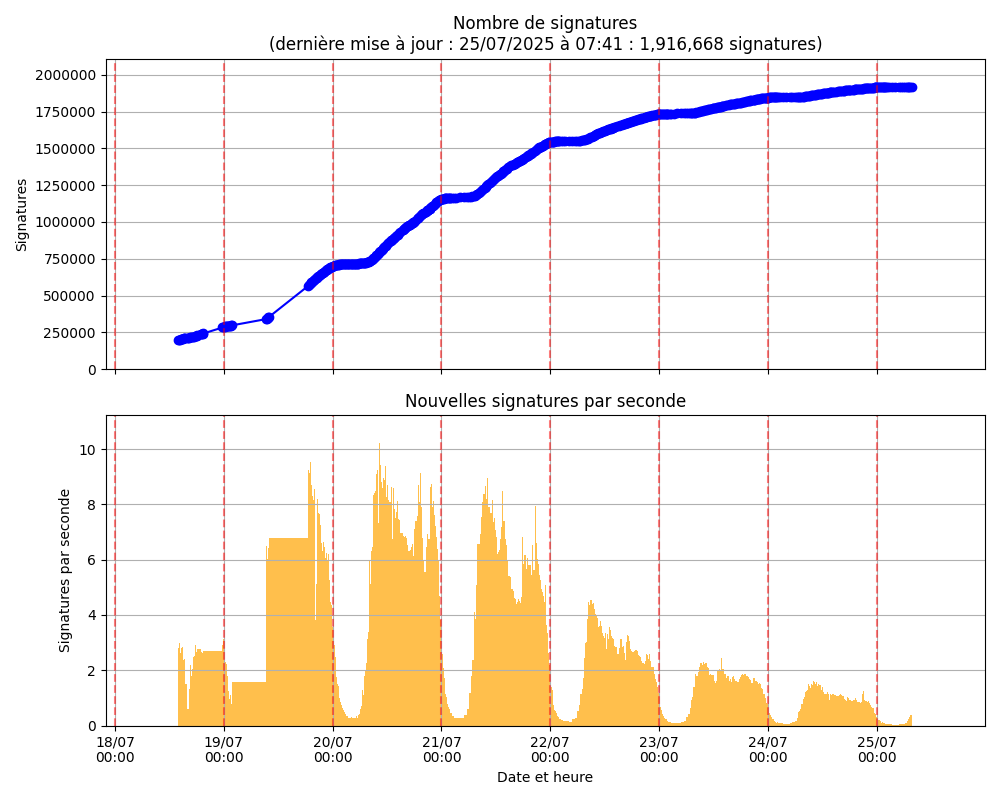 Nombre de signatures
(dernière mise à jour : 25/07/2025 à 07:41 : 1,916,668 signatures)
2000000
1750000
1500000
1250000
1000000
750000
500000
250000
0
Signatures
Nouvelles signatures par seconde
10
8
6
4
2
0
Signatures par seconde
18/07 19/07 20/07 21/07 22/07 23/07 24/07 25/07
00:00 00:00 00:00 00:00 00:00 00:00 00:00 00:00
Date et heure